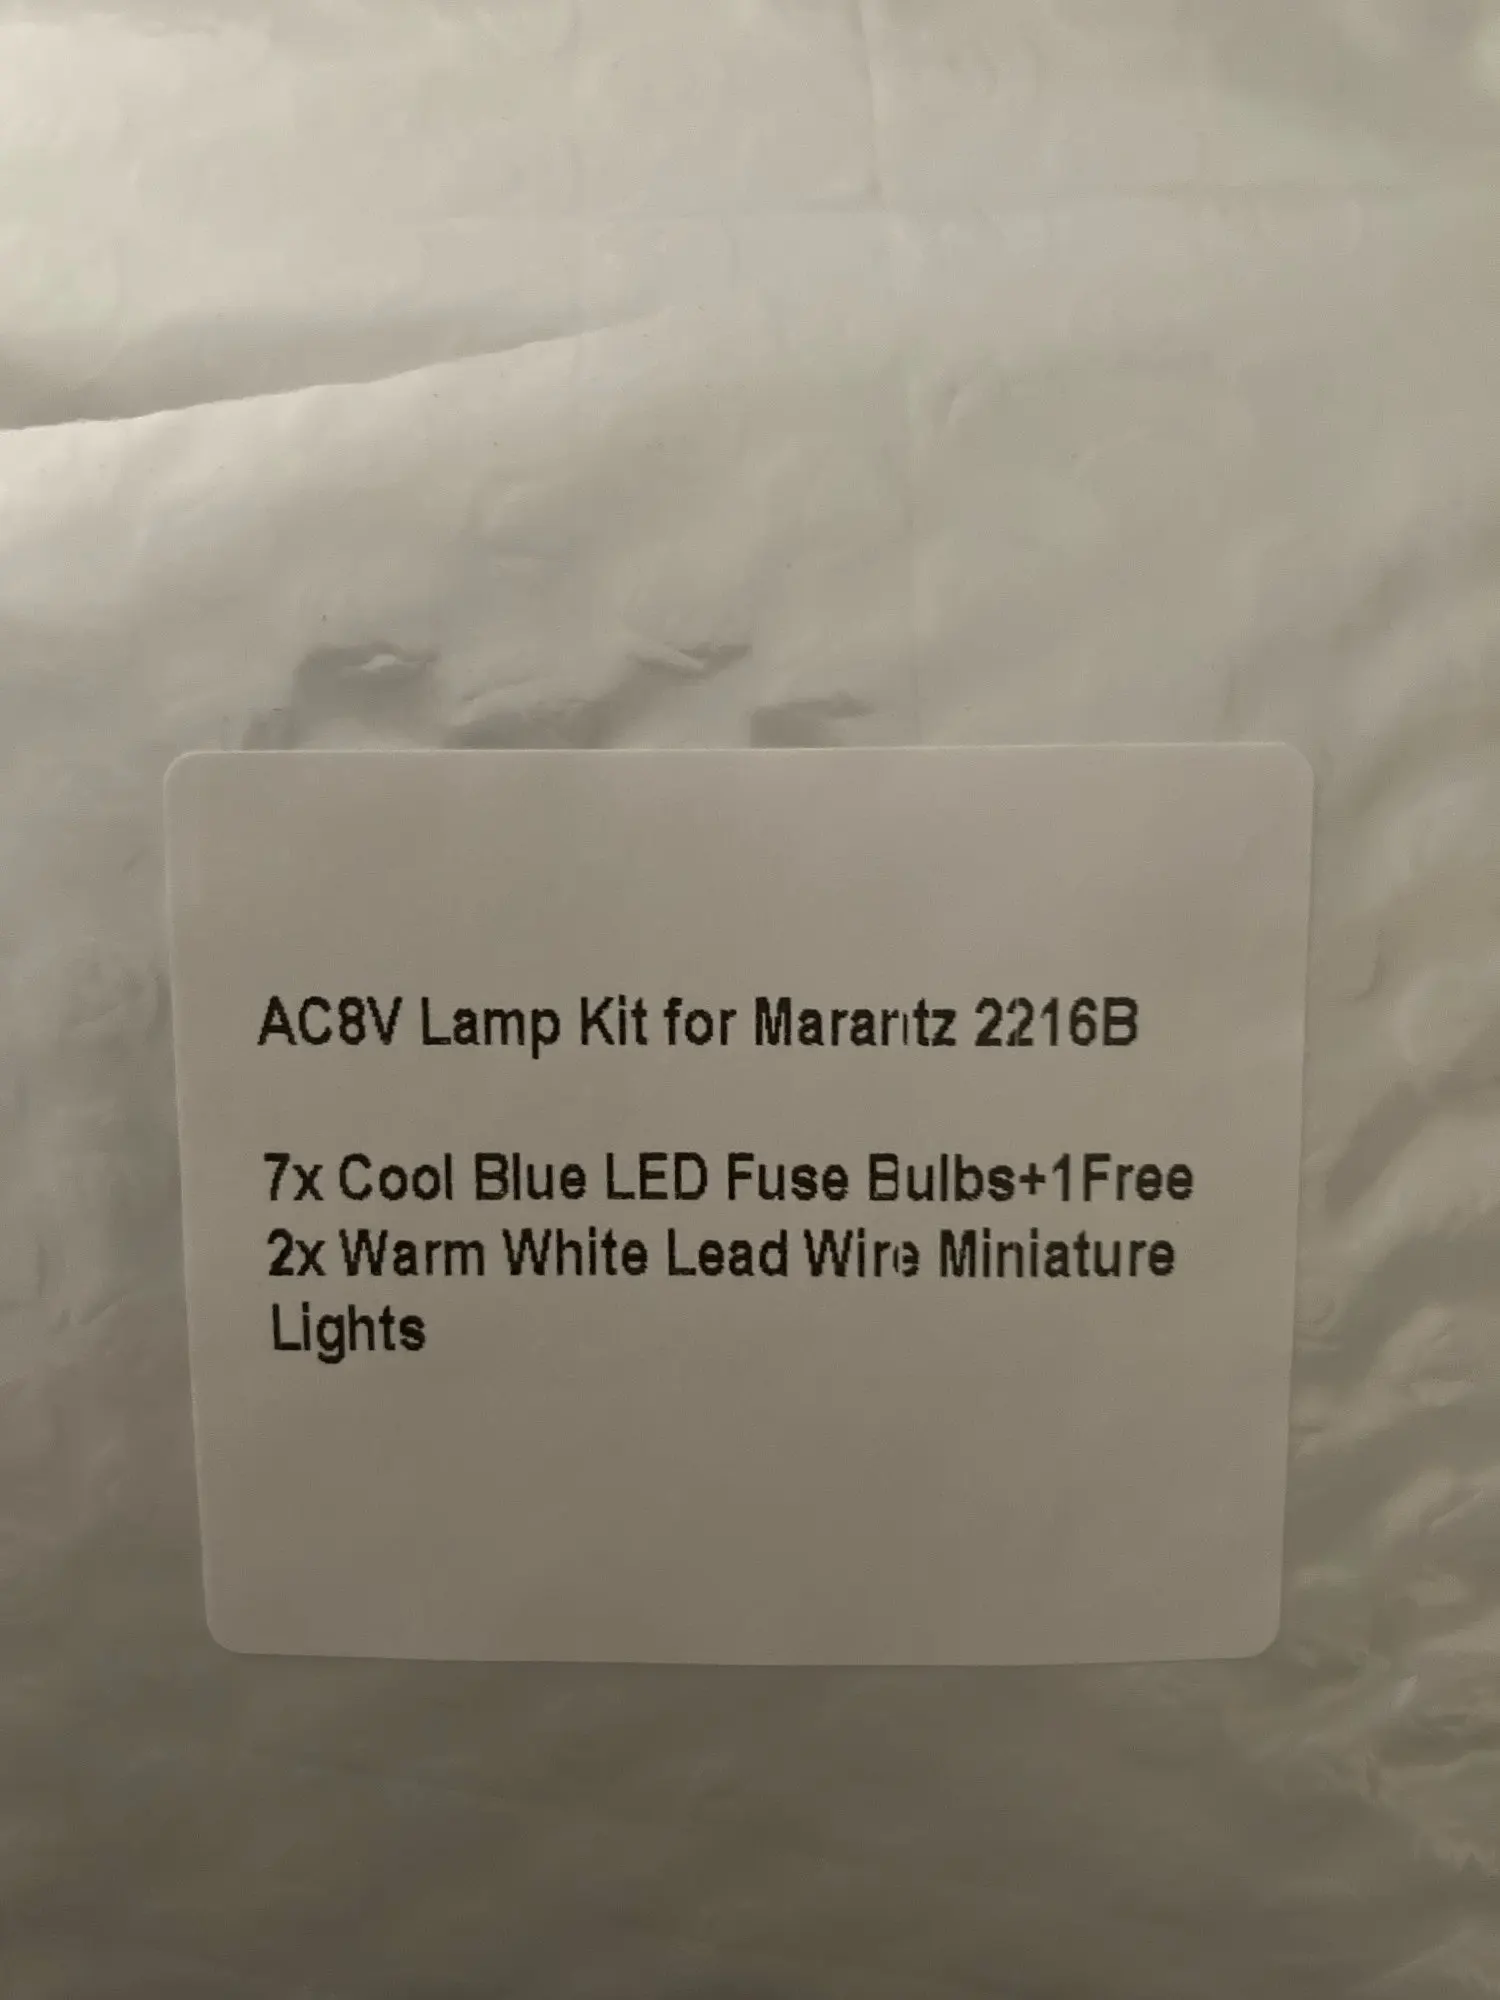 AC8V Lamp Kit for Marantz 2216B
7x Cool Blue LED Fuse Bulbs+1Free
2x Warm White Lead Wire Miniature
Lights